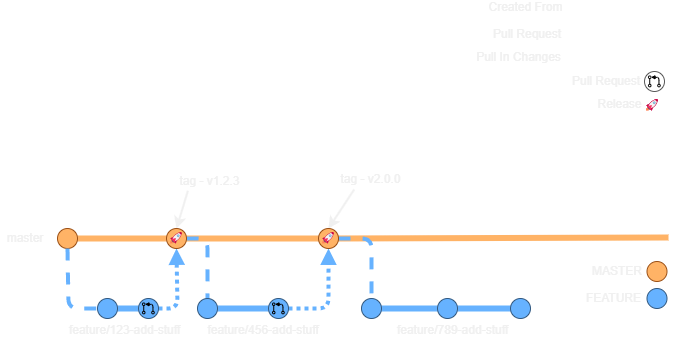 Created From
Pull Request
Pull In Changes
Pull Request
Release
tag - v1.2.3
tag - v2.0.0
master
MASTER
FEATURE
feature/123-add-stuff
feature/456-add-stuff
feature/789-add-stuff